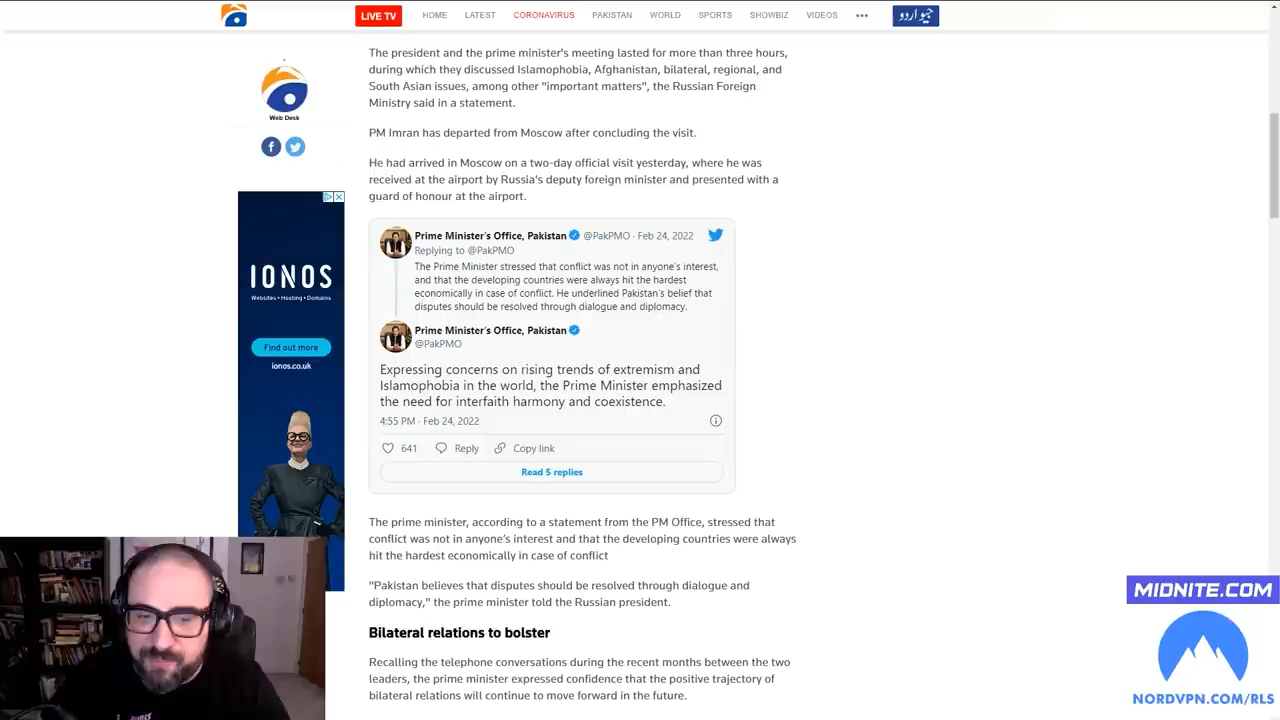 LIVE TV
HOME
LATEST
CORONAVIRUS
PAKISTAN
WORLD
SPORTS
SHOWBIZ
VIDEOS
•••
جیو اردو
The president and the prime minister's meeting lasted for more than three hours,
during which they discussed Islamophobia, Afghanistan, bilateral, regional, and
South Asian issues, among other "important matters", the Russian Foreign
Ministry said in a statement.
Web Desk
PM Imran has departed from Moscow after concluding the visit.
He had arrived in Moscow on a two-day official visit yesterday, where he was
received at the airport by Russia's deputy foreign minister and presented with a
guard of honour at the airport.
IONOS
Websites • Hosting • Domains
Find out more
ionos.co.uk
Prime Minister's Office, Pakistan @PakPMO · Feb 24, 2022
Replying to @PakPMO
The Prime Minister stressed that conflict was not in anyone's interest,
and that the developing countries were always hit the hardest
economically in case of conflict. He underlined Pakistan's belief that
disputes should be resolved through dialogue and diplomacy.
Prime Minister's Office, Pakistan
@PakPMO
Expressing concerns on rising trends of extremism and
Islamophobia in the world, the Prime Minister emphasized
the need for interfaith harmony and coexistence.
4:55 PM · Feb 24, 2022
641 Reply Copy link
Read 5 replies
The prime minister, according to a statement from the PM Office, stressed that
conflict was not in anyone's interest and that the developing countries were always
hit the hardest economically in case of conflict
"Pakistan believes that disputes should be resolved through dialogue and
diplomacy," the prime minister told the Russian president.
Bilateral relations to bolster
Recalling the telephone conversations during the recent months between the two
leaders, the prime minister expressed confidence that the positive trajectory of
bilateral relations will continue to move forward in the future.
MIDNITE.COM
NORDVPN.COM/RLS